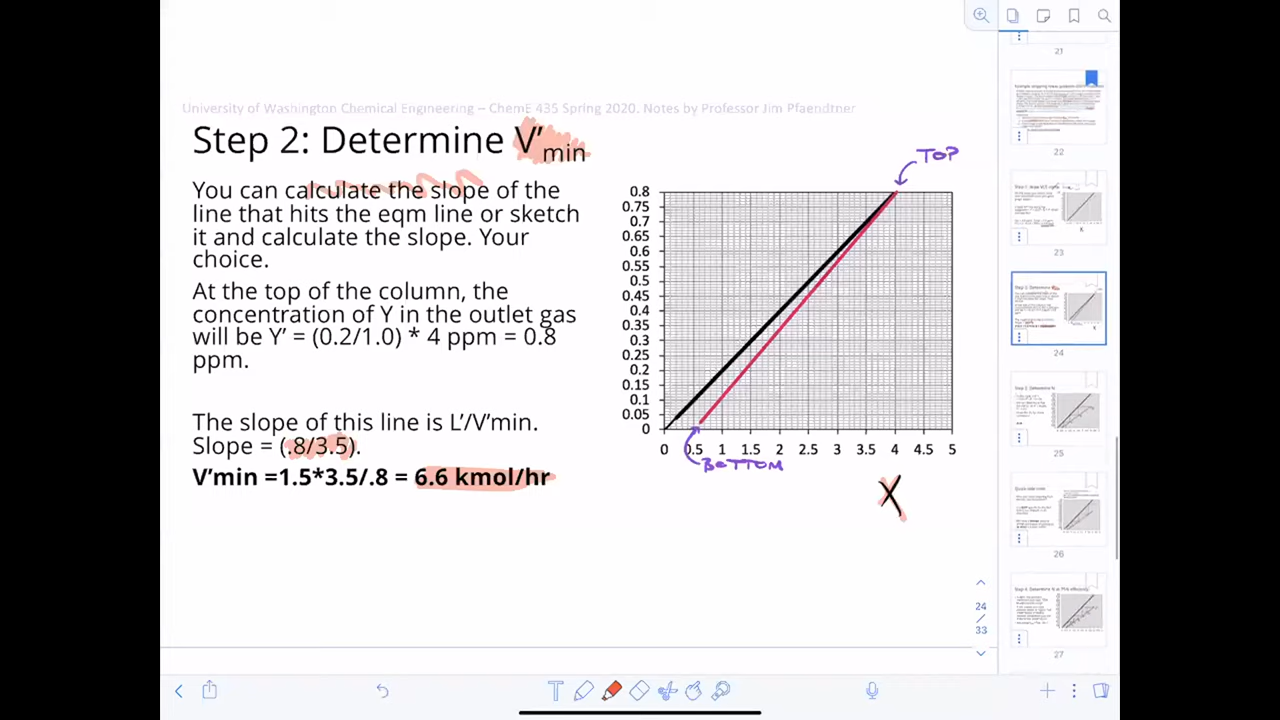 University of Washington Chemical Engineering – ChemE 435 Spring 2020. Notes by Professor Jim Pfaendtner
Step 2: Determine V'min
You can calculate the slope of the
line that hits the eqm line or sketch
it and calculate the slope. Your
choice.
At the top of the column, the
concentration of Y in the outlet gas
will be Y' = (0.2/1.0) * 4 ppm = 0.8
ppm.
The slope of this line is L'/V'min.
Slope = (.8/3.5).
V'min =1.5*3.5/.8 = 6.6 kmol/hr
TOP
0.8
0.75
0.7
0.65
0.6
0.55
0.5
0.45
0.4
0.35
0.3
0.25
0.2
0.15
0.1
0.05
0
0 0.5 1 1.5 2 2.5 3 3.5 4 4.5 5
BOTTOM
X
24
/
33
21
22
23
24
25
26
27
T